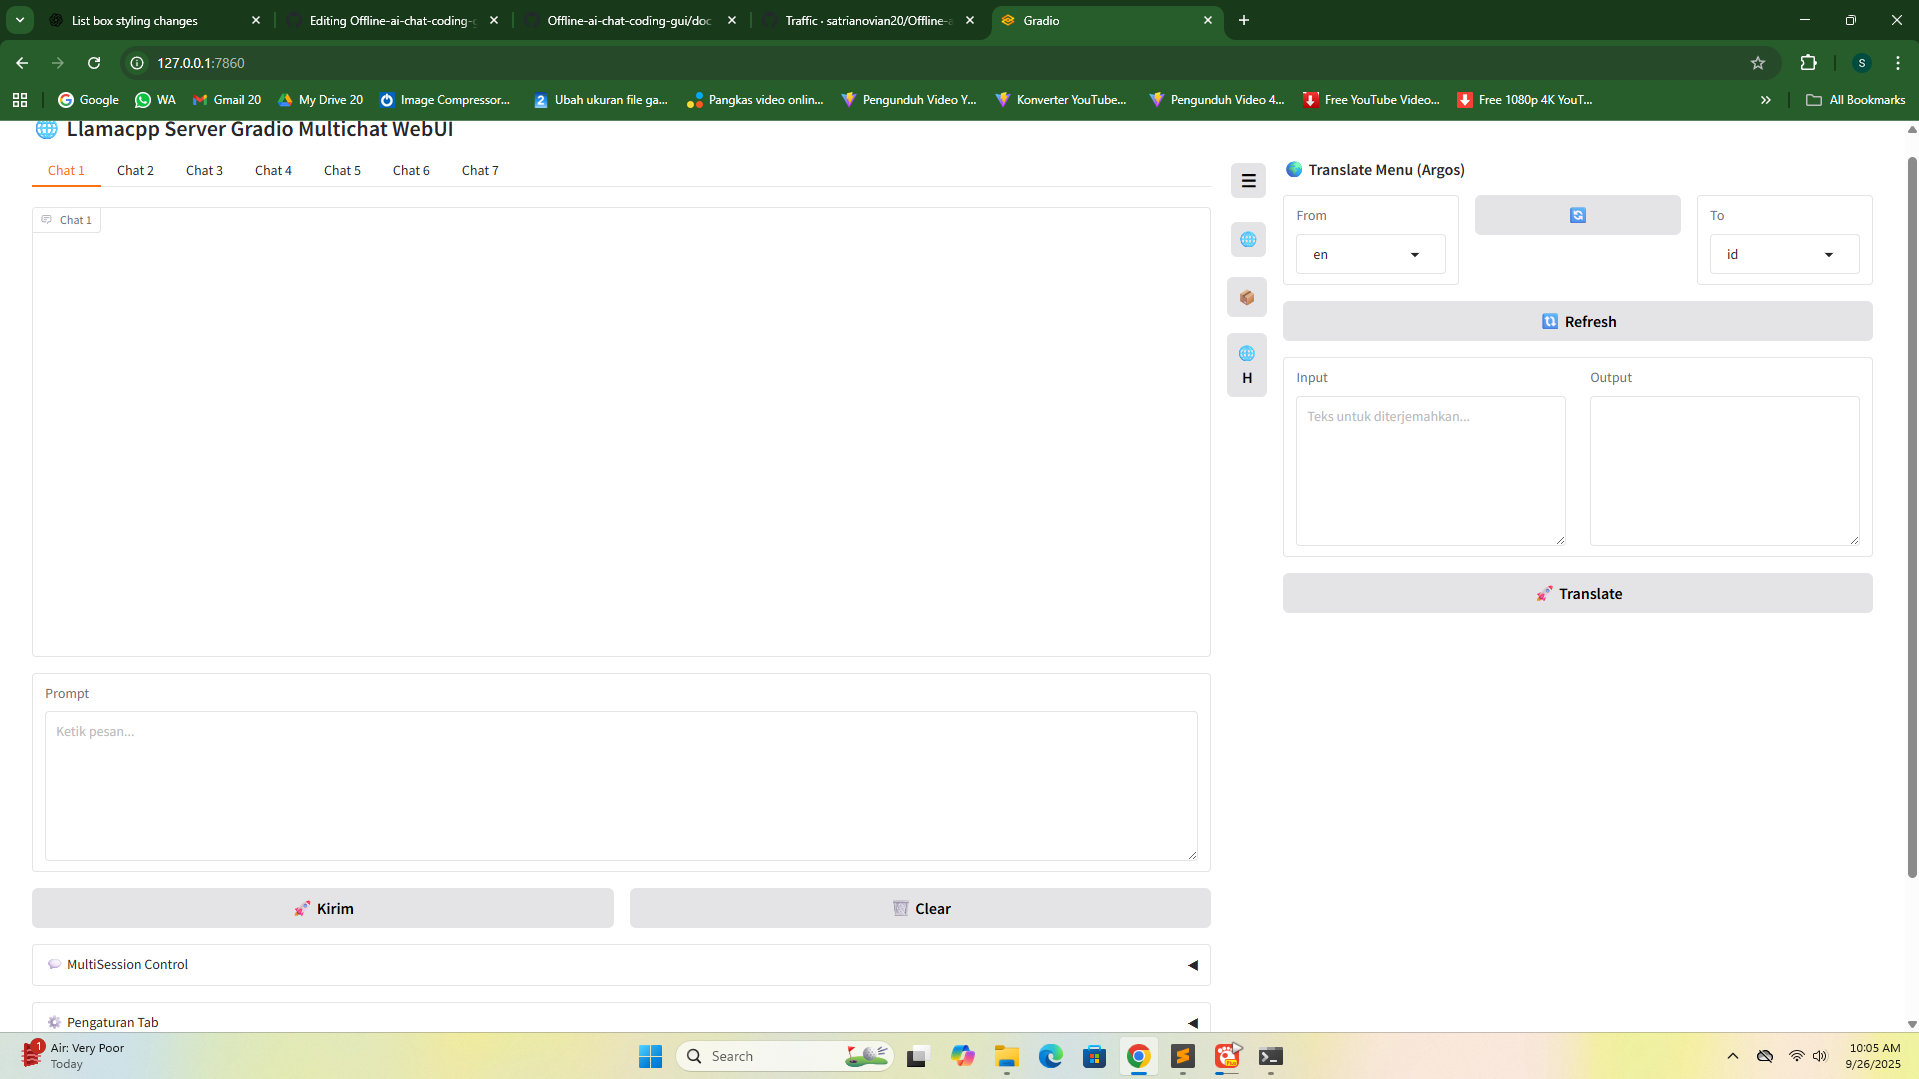 List box styling changes
Editing Offline-ai-chat-coding-g
Offline-ai-chat-coding-gui/doc
Traffic · satrianovian20/Offline-a
Gradio
127.0.0.1:7860
S
Google
WA
Gmail 20
My Drive 20
Image Compressor...
Ubah ukuran file ga...
Pangkas video onlin...
Pengunduh Video Y...
Konverter YouTube...
Pengunduh Video 4...
Free YouTube Video...
Free 1080p 4K YouT...
All Bookmarks
Llamacpp Server Gradio Multichat WebUI
Chat 1
Chat 2
Chat 3
Chat 4
Chat 5
Chat 6
Chat 7
Chat 1
H
Translate Menu (Argos)
From
en
To
id
Refresh
Input
Output
Teks untuk diterjemahkan...
Translate
Prompt
Ketik pesan...
Kirim
Clear
MultiSession Control
Pengaturan Tab
1
Air: Very Poor
Today
Search
10:05 AM
9/26/2025